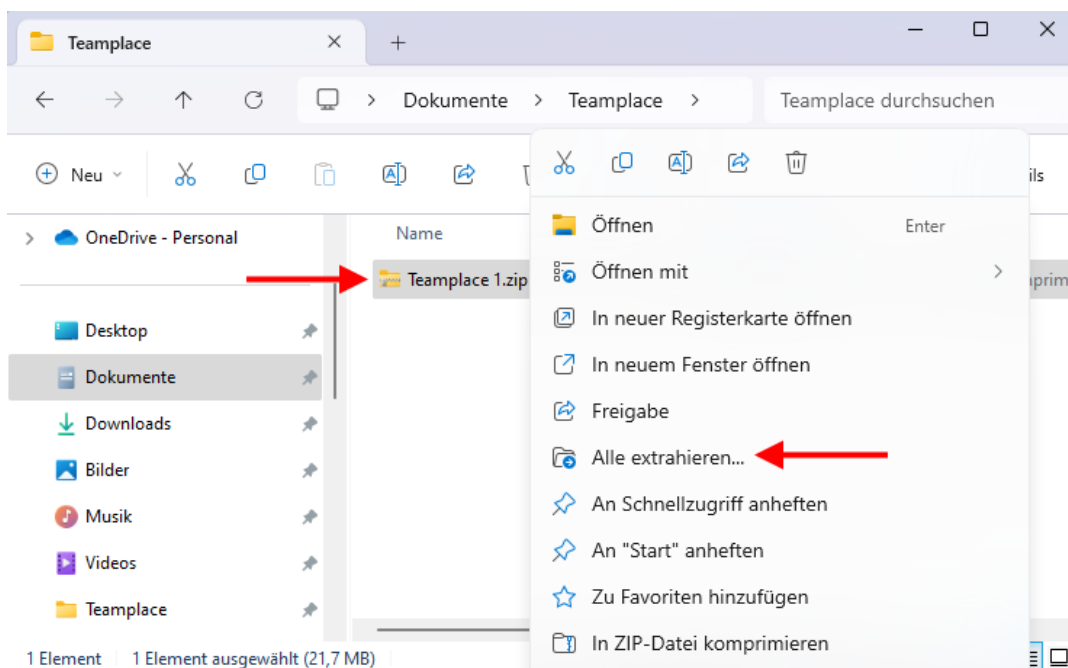 Teamplace
Dokumente > Teamplace >
Teamplace durchsuchen
Neu
ils
OneDrive - Personal
Desktop
Dokumente
Downloads
Bilder
Musik
Videos
Teamplace
Name
Teamplace 1.zip
Öffnen Enter
Öffnen mit
In neuer Registerkarte öffnen
In neuem Fenster öffnen
Freigabe
Alle extrahieren...
An Schnellzugriff anheften
An "Start" anheften
Zu Favoriten hinzufügen
In ZIP-Datei komprimieren
1 Element 1 Element ausgewählt (21,7 MB)